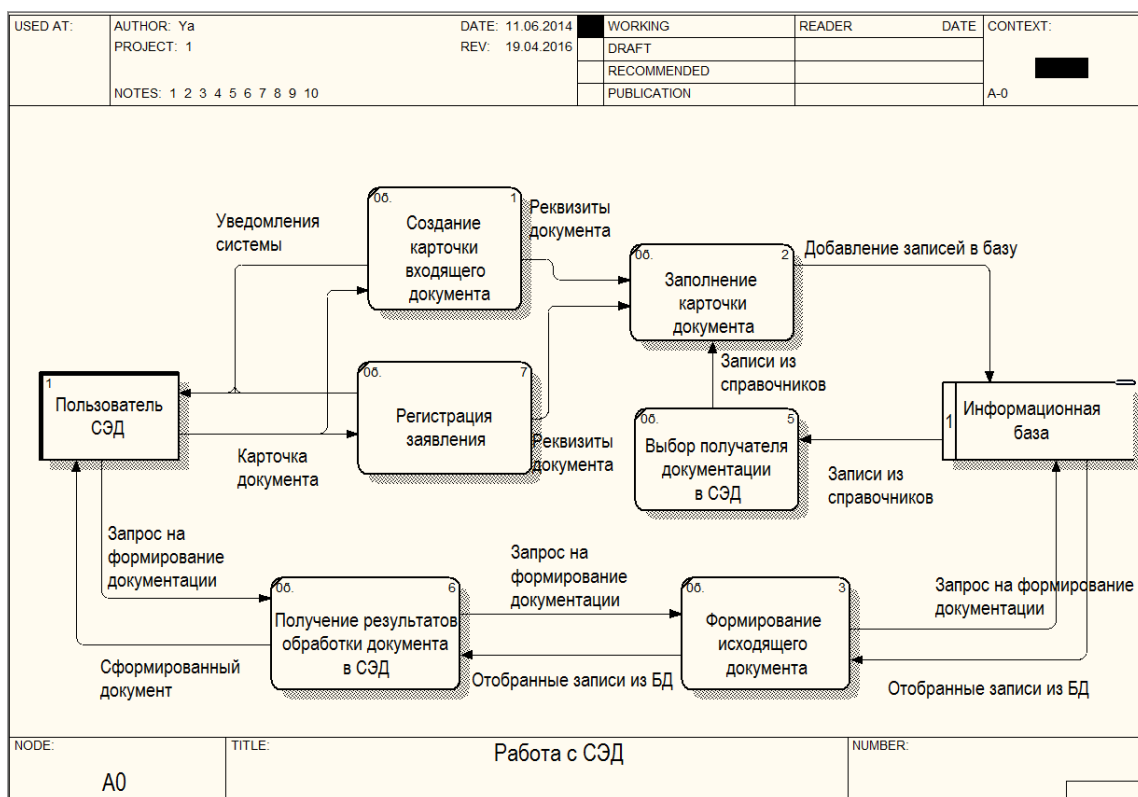 USED AT:
AUTHOR: Ya
DATE: 11.06.2014
PROJECT: 1
REV: 19.04.2016
NOTES: 1 2 3 4 5 6 7 8 9 10
WORKING
DRAFT
RECOMMENDED
PUBLICATION
READER
DATE
CONTEXT:
A-0
Уведомления
системы
0б.
1
Создание
карточки
входящего
документа
Реквизиты
документа
0б.
2
Заполнение
карточки
документа
Добавление записей в базу
1
Пользователь
СЭД
0б.
7
Регистрация
заявления
Карточка
документа
Реквизиты
документа
Записи из
справочников
0б.
5
Выбор получателя
документации
в СЭД
Записи из
справочников
1
Информационная
база
Запрос на
формирование
документации
0б.
6
Получение результатов
обработки документа
в СЭД
Запрос на
формирование
документации
0б.
3
Формирование
исходящего
документа
Запрос на формирование
документации
Сформированный
документ
Отобранные записи из БД
Отобранные записи из БД
NODE:
A0
TITLE:
Работа с СЭД
NUMBER: